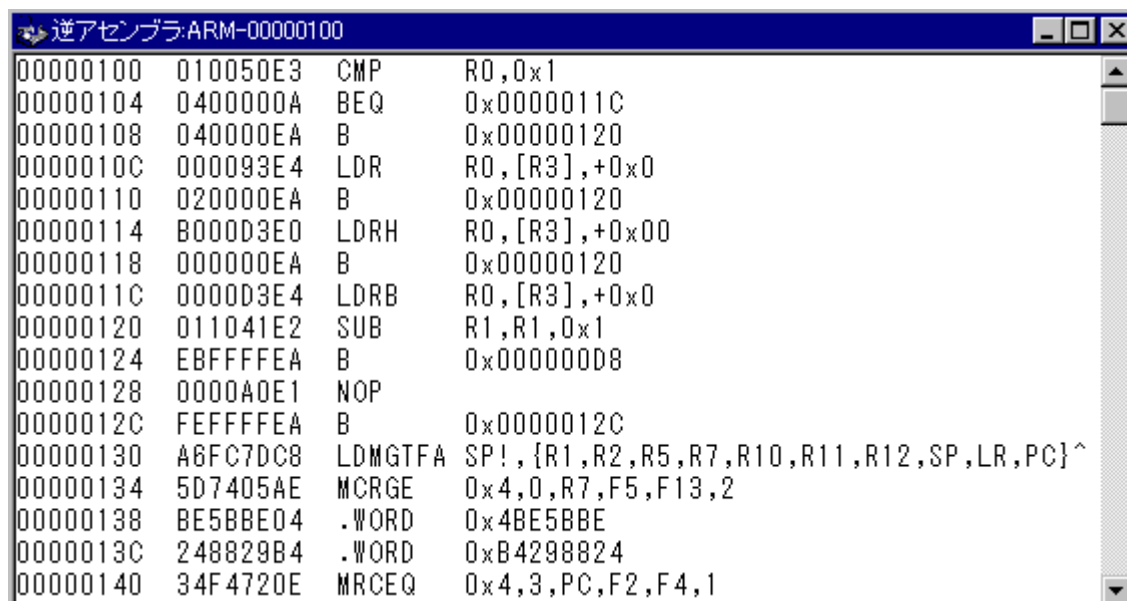 逆アセンブラ:ARM-00000100
00000100 010050E3 CMP R0,0x1
00000104 0400000A BEQ 0x0000011C
00000108 040000EA B 0x00000120
0000010C 000093E4 LDR R0,[R3],+0x0
00000110 020000EA B 0x00000120
00000114 B000D3E0 LDRH R0,[R3],+0x00
00000118 000000EA B 0x00000120
0000011C 0000D3E4 LDRB R0,[R3],+0x0
00000120 011041E2 SUB R1,R1,0x1
00000124 EBFFFFEA B 0x000000D8
00000128 0000A0E1 NOP
0000012C FEFFFFEA B 0x0000012C
00000130 A6FC7DC8 LDMGTFA SP!,{R1,R2,R5,R7,R10,R11,R12,SP,LR,PC}^
00000134 5D7405AE MCRGE 0x4,0,R7,F5,F13,2
00000138 BE5BBE04 .WORD 0x4BE5BBE
0000013C 248829B4 .WORD 0xB4298824
00000140 34F4720E MRCEQ 0x4,3,PC,F2,F4,1